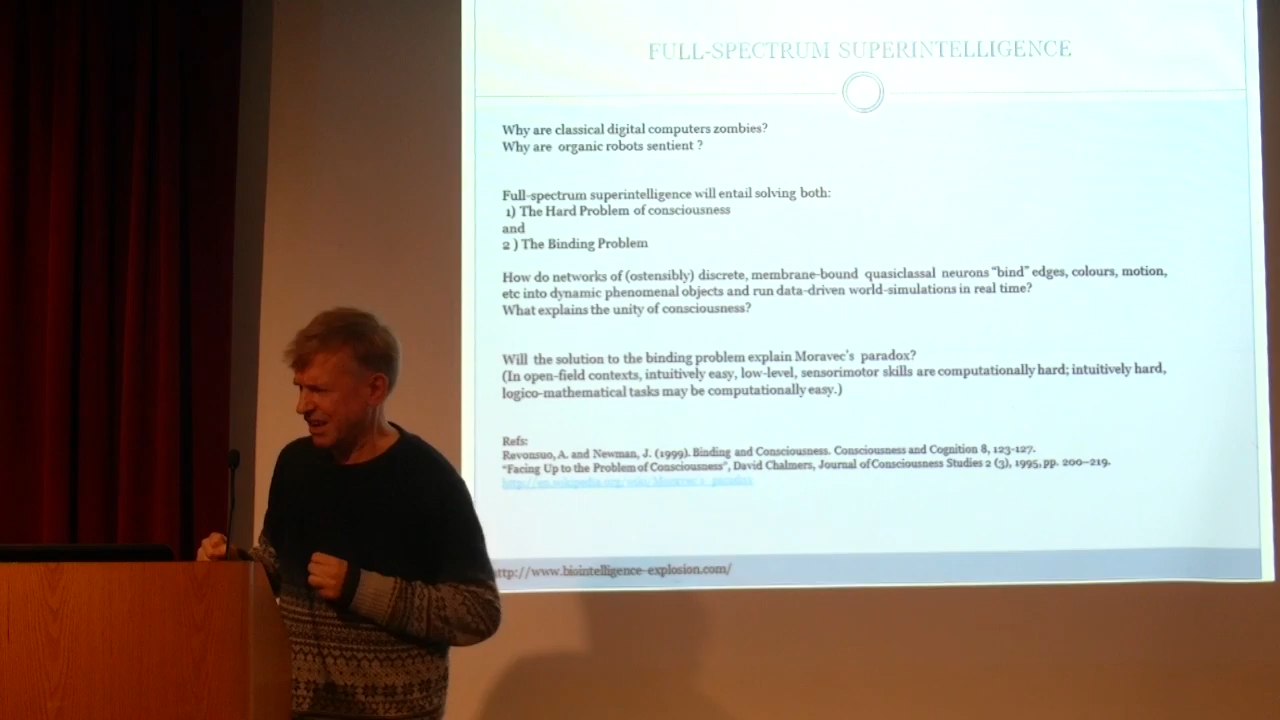 FULL-SPECTRUM SUPERINTELLIGENCE
Why are classical digital computers zombies?
Why are organic robots sentient ?
Full-spectrum superintelligence will entail solving both:
1) The Hard Problem of consciousness
and
2 ) The Binding Problem
How do networks of (ostensibly) discrete, membrane-bound quasiclassal neurons “bind” edges, colours, motion,
etc into dynamic phenomenal objects and run data-driven world-simulations in real time?
What explains the unity of consciousness?
Will the solution to the binding problem explain Moravec's paradox?
(In open-field contexts, intuitively easy, low-level, sensorimotor skills are computationally hard; intuitively hard,
logico-mathematical tasks may be computationally easy.)
Refs:
Revonsuo, A. and Newman, J. (1999). Binding and Consciousness. Consciousness and Cognition 8, 123-127.
“Facing Up to the Problem of Consciousness”, David Chalmers, Journal of Consciousness Studies 2 (3), 1995, pp. 200–219.
http://en.wikipedia.org/wiki/Moravec's_paradox
ttp://www.biointelligence-explosion.com/